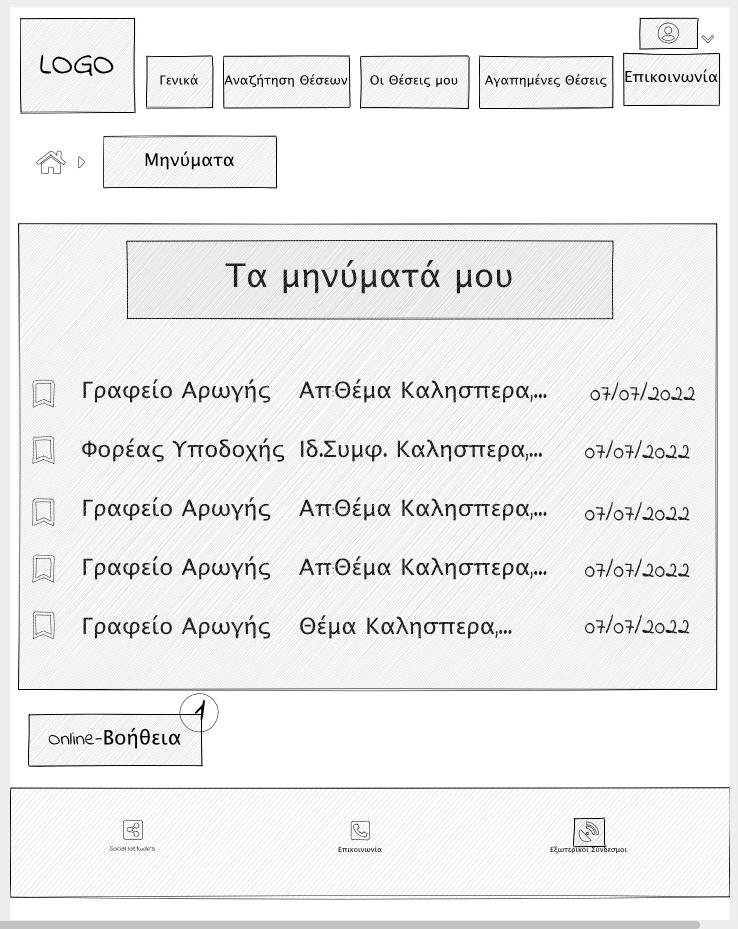 LOGO
Γενικά
Αναζήτηση Θέσεων
Οι Θέσεις μου
Αγαπημένες Θέσεις
Επικοινωνία
Μηνύματα
Τα μηνύματά μου
Γραφείο Αρωγής ΑπΘέμα Καλησπερα,... 07/07/2022
Φορέας Υποδοχής Ιδ.Συμφ. Καλησπερα,... 07/07/2022
Γραφείο Αρωγής ΑπΘέμα Καλησπερα,... 07/07/2022
Γραφείο Αρωγής ΑπΘέμα Καλησπερα,... 07/07/2022
Γραφείο Αρωγής Θέμα Καλησπερα,... 07/07/2022
1
online-Βοήθεια
Social Networks
Επικοινωνία
Εξωτερικοί Σύνδεσμοι